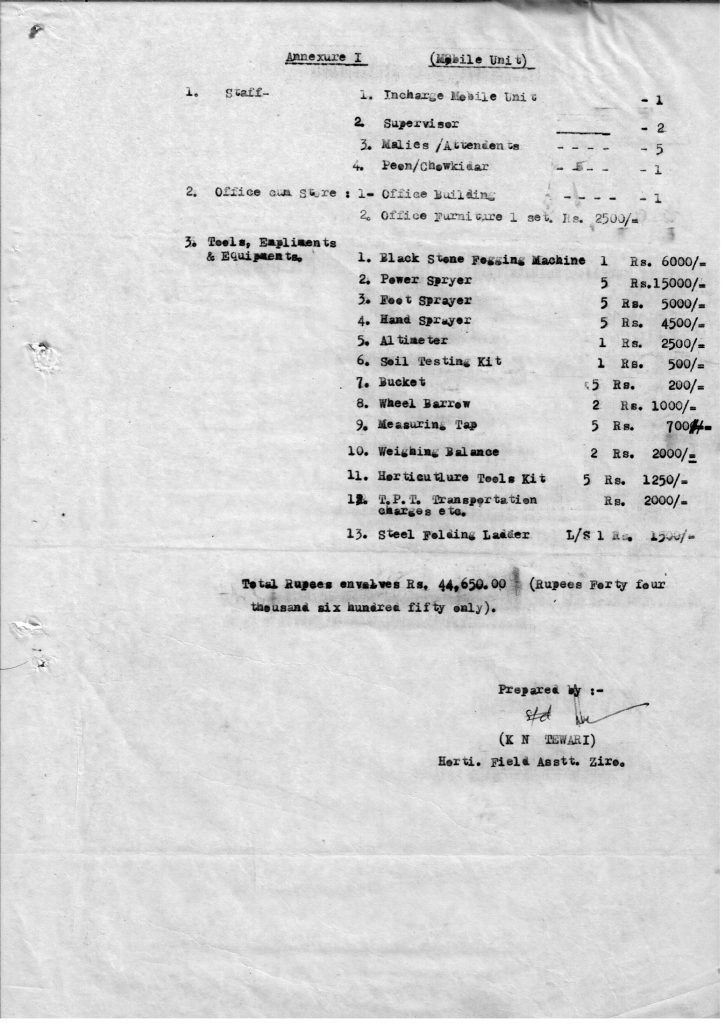 Annexure I (Mobile Unit)
1. Staff- 1. Incharge Mobile Unit - 1
2 Supervisor ______ - 2
3. Malies /Attendents - - - - - 5
4. Peon/Chowkidar - - - - 1
2. Office cum Store : 1- Office Building - - - - - 1
2. Office Furniture 1 set. Rs. 2500/=
3. Tools, Empliments 
& Equipments. 1. Black Stone Fogging Machine 1 Rs. 6000/=
2. Power Spryer 5 Rs.15000/=
3. Foot Sprayer 5 Rs. 5000/=
4. Hand Sprayer 5 Rs. 4500/=
5. Altimeter 1 Rs. 2500/=
6. Soil Testing Kit 1 Rs. 500/=
7. Bucket 5 Rs. 200/=
8. Wheel Barrow 2 Rs. 1000/=
9. Measuring Tap 5 Rs. 700/=
10. Weighing Balance 2 Rs. 2000/=
11. Horticutlure Tools Kit 5 Rs. 1250/=
12. T.P.T. Transportation Rs. 2000/=
charges etc.
13. Steel Folding Ladder L/S 1 Rs. 1500/=
Total Rupees envalves Rs. 44,650.00 (Rupees Forty four
thousand six hundred fifty only).
Prepared by :-
S/d
(K N TEWARI)
Horti. Field Asstt. Ziro.